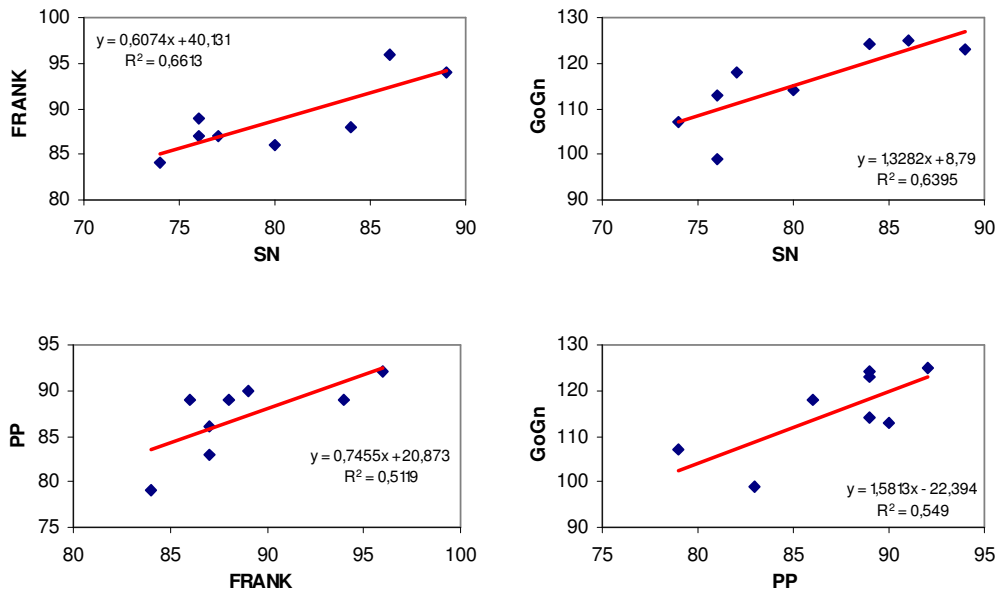 100
95
90
85
80
FRANK
y = 0,6074x + 40,131
R² = 0,6613
70 75 80 85 90
SN
130
120
110
100
90
GoGn
y = 1,3282x + 8,79
R² = 0,6395
70 75 80 85 90
SN
95
90
85
80
75
PP
y = 0,7455x + 20,873
R² = 0,5119
80 85 90 95 100
FRANK
130
120
110
100
90
GoGn
y = 1,5813x - 22,394
R² = 0,549
75 80 85 90 95
PP